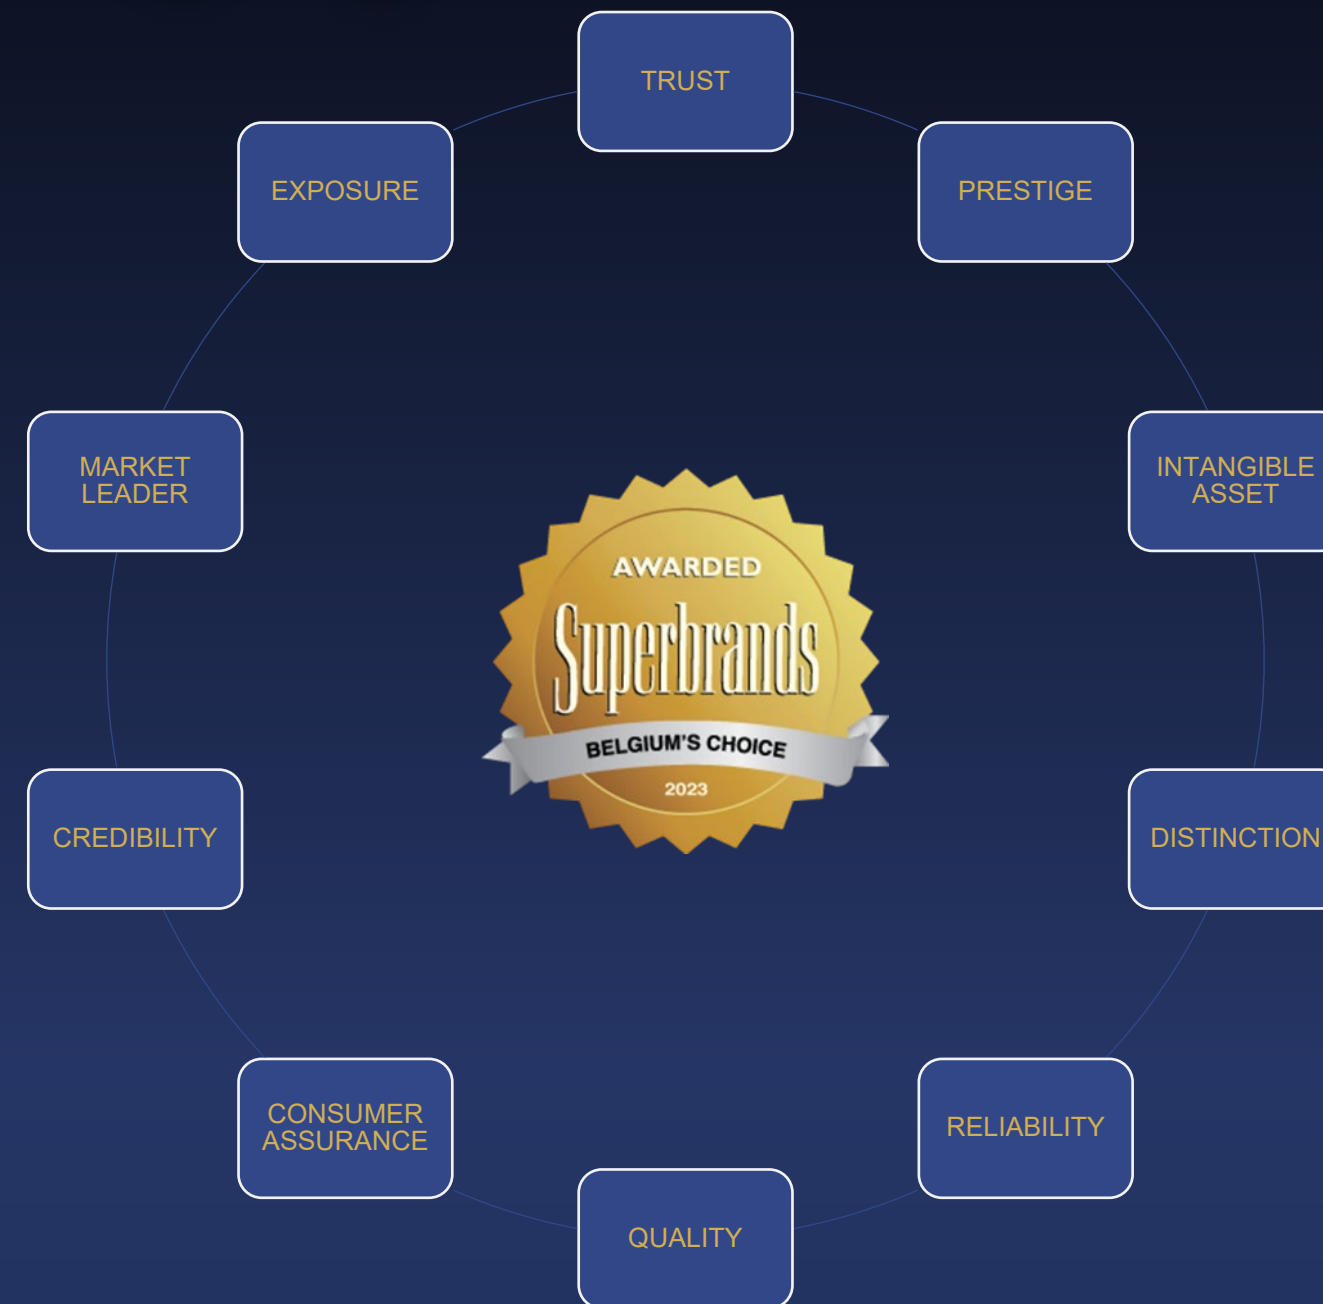 TRUST
EXPOSURE
PRESTIGE
MARKET
LEADER
INTANGIBLE
ASSET
AWARDED
Superbrands
BELGIUM'S CHOICE
2023
CREDIBILITY
DISTINCTION
CONSUMER
ASSURANCE
RELIABILITY
QUALITY